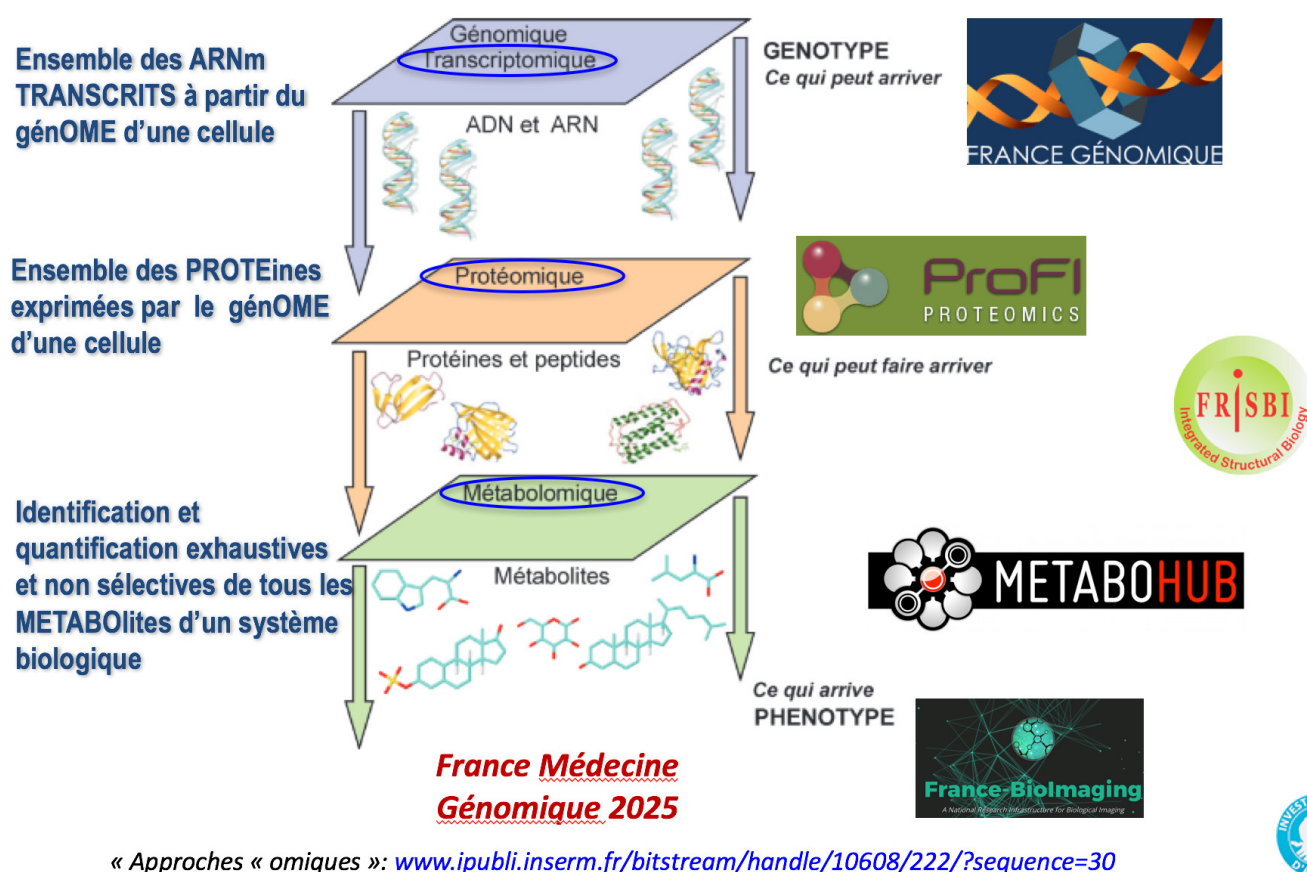 Génomique
Transcriptomique
GENOTYPE
Ce qui peut arriver
Ensemble des ARNm
TRANSCRITS à partir du
génOME d’une cellule
ADN et ARN
FRANCE GÉNOMIQUE
Ensemble des PROTEines
exprimées par le génOME
d’une cellule
Protéomique
ProFI
PROTEOMICS
Protéines et peptides
Ce qui peut faire arriver
FRISBI
Integrated Structural Biology
Identification et
quantification exhaustives
et non sélectives de tous les
METABOlites d’un système
biologique
Métabolomique
Métabolites
METABOHUB
Ce qui arrive
PHENOTYPE
France-BioImaging
A National Research Infrastructure for Biological Imaging
France Médecine
Génomique 2025
« Approches « omiques »: www.ipubli.inserm.fr/bitstream/handle/10608/222/?sequence=30